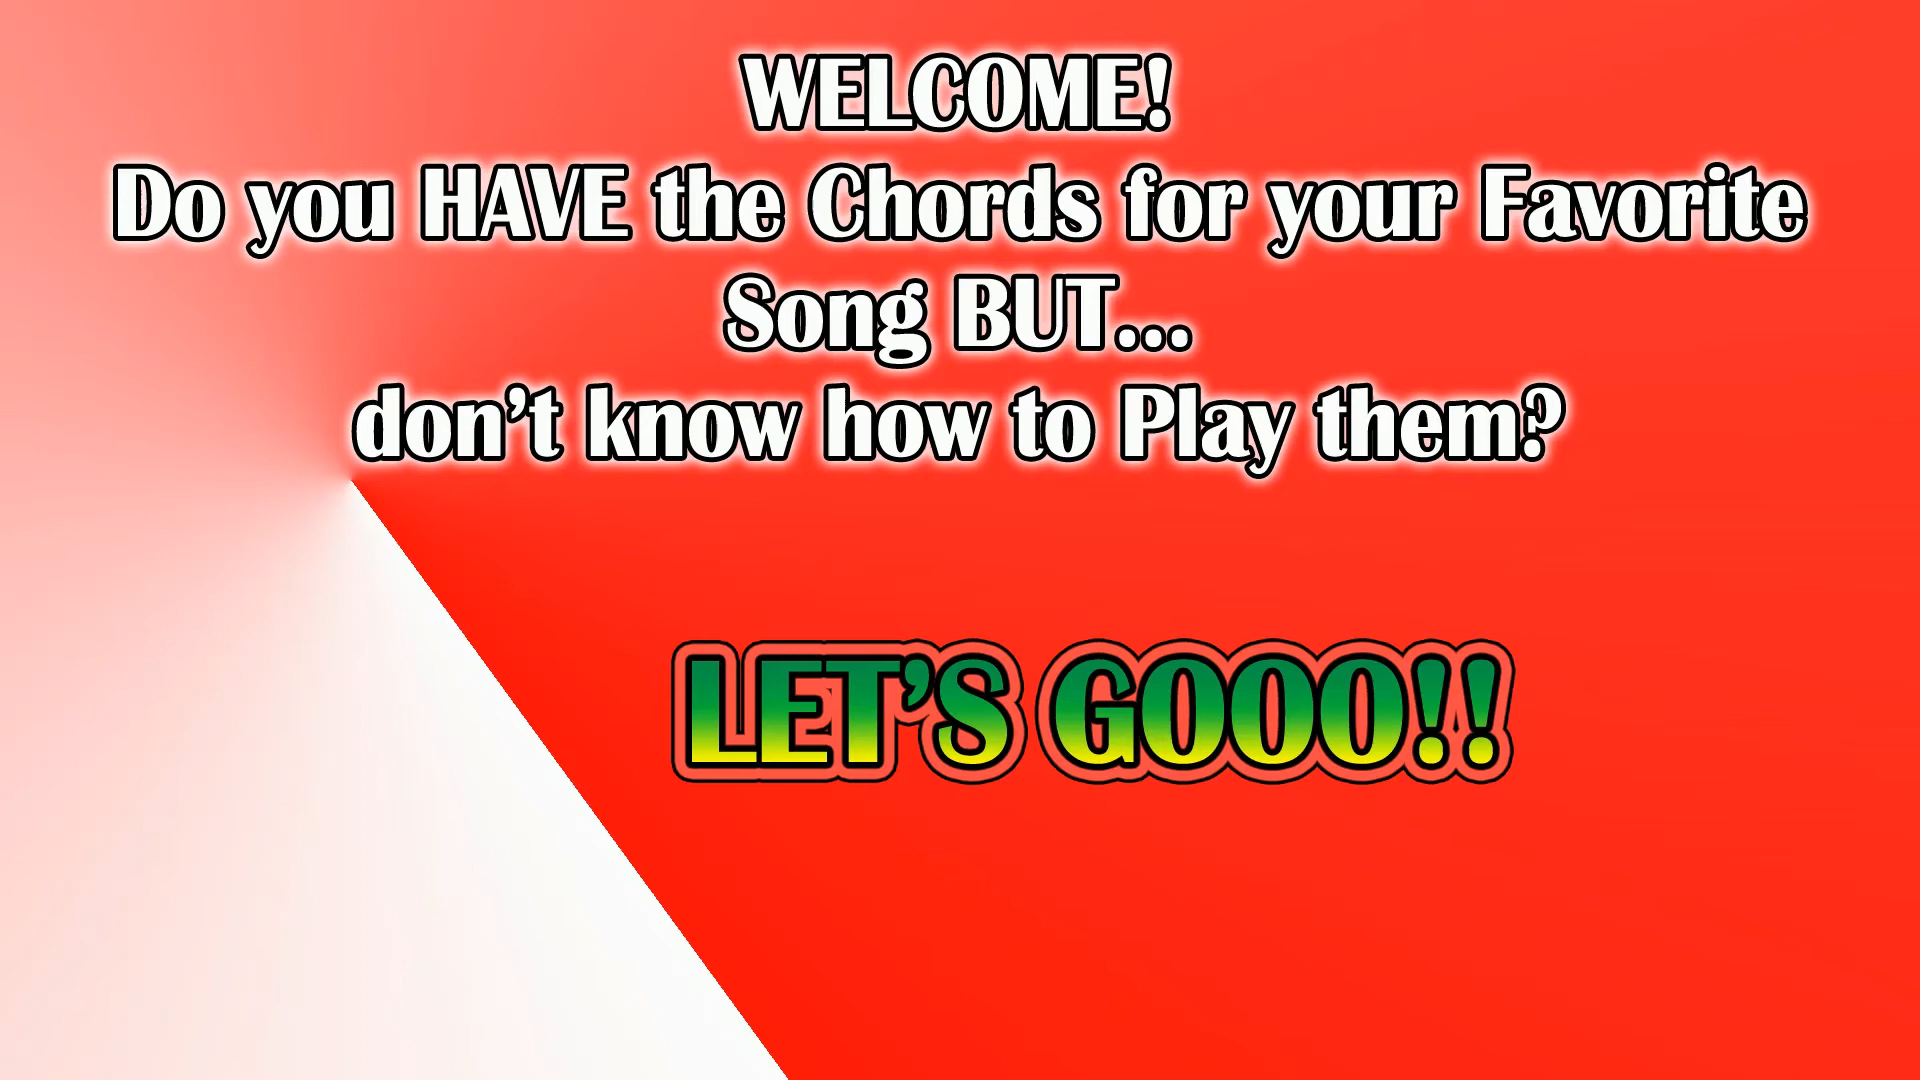 WELCOME!
Do you HAVE the Chords for your Favorite
Song BUT...
don’t know how to Play them?
LET’S GOOO!!